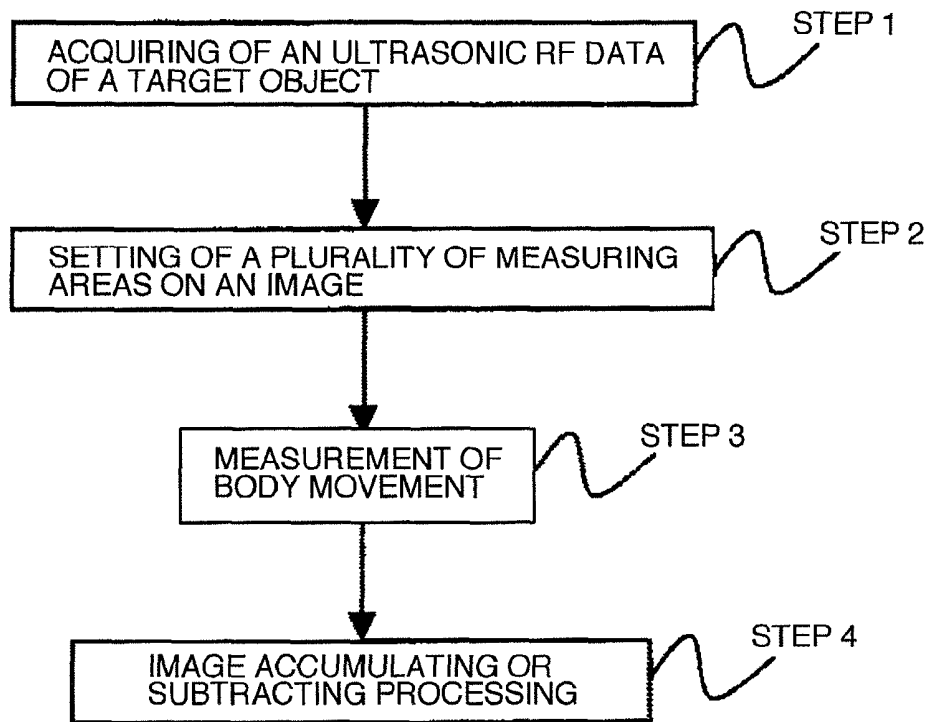 STEP 1
ACQUIRING OF AN ULTRASONIC RF DATA
OF A TARGET OBJECT
STEP 2
SETTING OF A PLURALITY OF MEASURING
AREAS ON AN IMAGE
STEP 3
MEASUREMENT OF
BODY MOVEMENT
STEP 4
IMAGE ACCUMULATING OR
SUBTRACTING PROCESSING